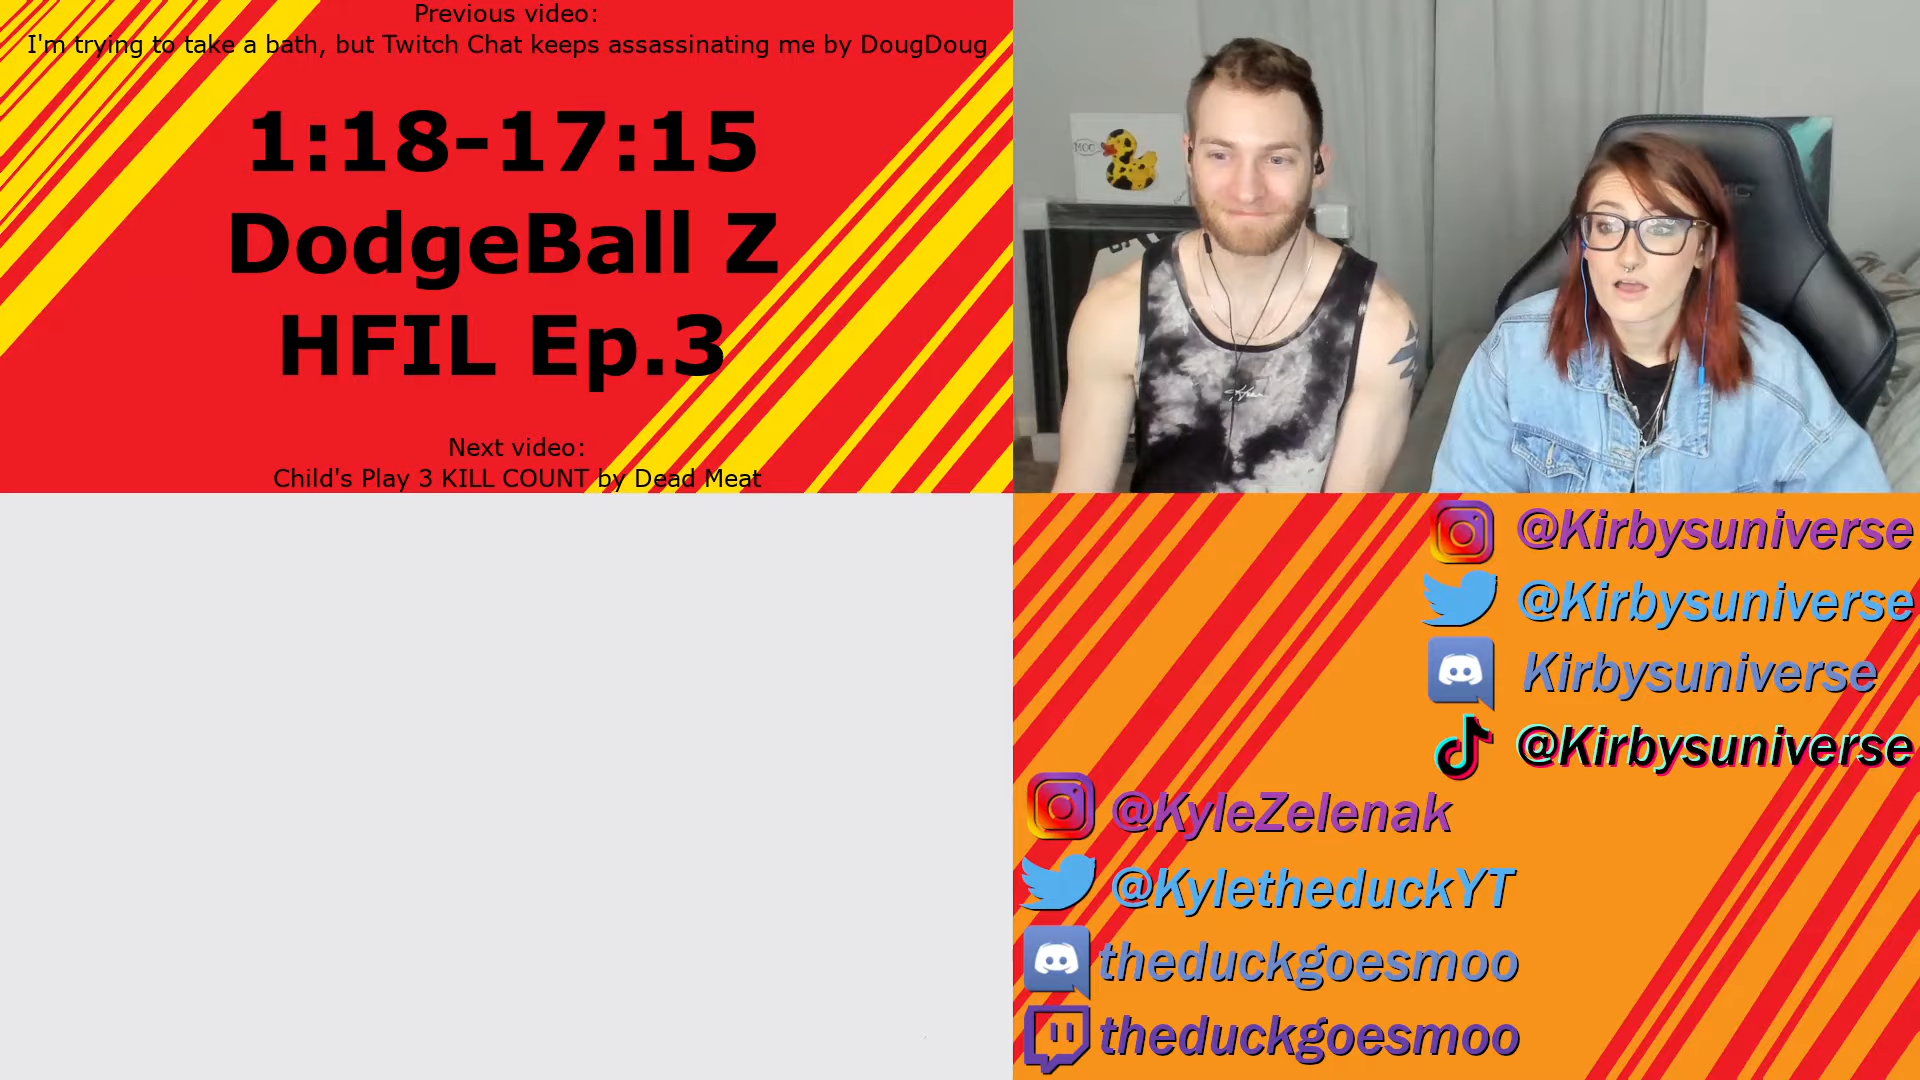 Previous video:
I'm trying to take a bath, but Twitch Chat keeps assassinating me by DougDoug
1:18-17:15
DodgeBall Z
HFIL Ep.3
Next video:
Child's Play 3 KILL COUNT by Dead Meat
MOO
@Kirbysuniverse
@Kirbysuniverse
Kirbysuniverse
@Kirbysuniverse
@KyleZelenak
@KyletheduckYT
theduckgoesmoo
theduckgoesmoo